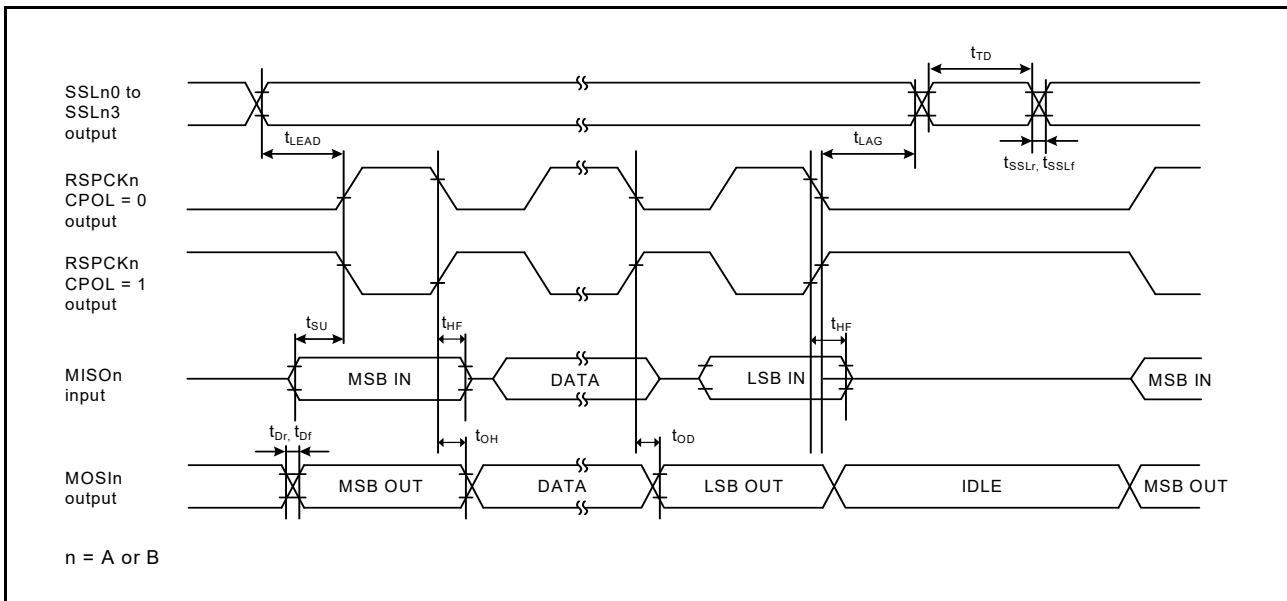 tTD
SSLn0 to
SSLn3
output
tLEAD
tLAG
tSSLr, tSSLf
RSPCKn
CPOL = 0
output
RSPCKn
CPOL = 1
output
tSU
tHF
tHF
MISOn
input
MSB IN
DATA
LSB IN
MSB IN
tDr, tDf
tOH
tOD
MOSIn
output
MSB OUT
DATA
LSB OUT
IDLE
MSB OUT
n = A or B